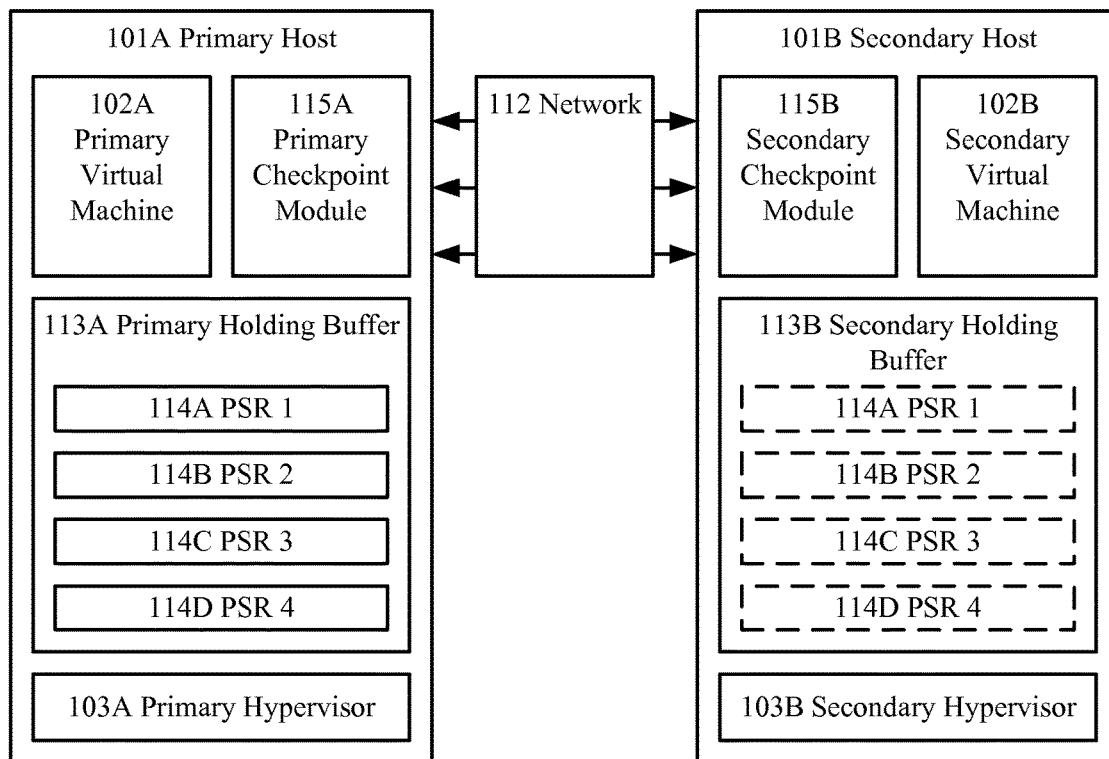 101A Primary Host
102A
Primary
Virtual
Machine
115A
Primary
Checkpoint
Module
113A Primary Holding Buffer
114A PSR 1
114B PSR 2
114C PSR 3
114D PSR 4
103A Primary Hypervisor
112 Network
101B Secondary Host
115B
Secondary
Checkpoint
Module
102B
Secondary
Virtual
Machine
113B Secondary Holding
Buffer
114A PSR 1
114B PSR 2
114C PSR 3
114D PSR 4
103B Secondary Hypervisor